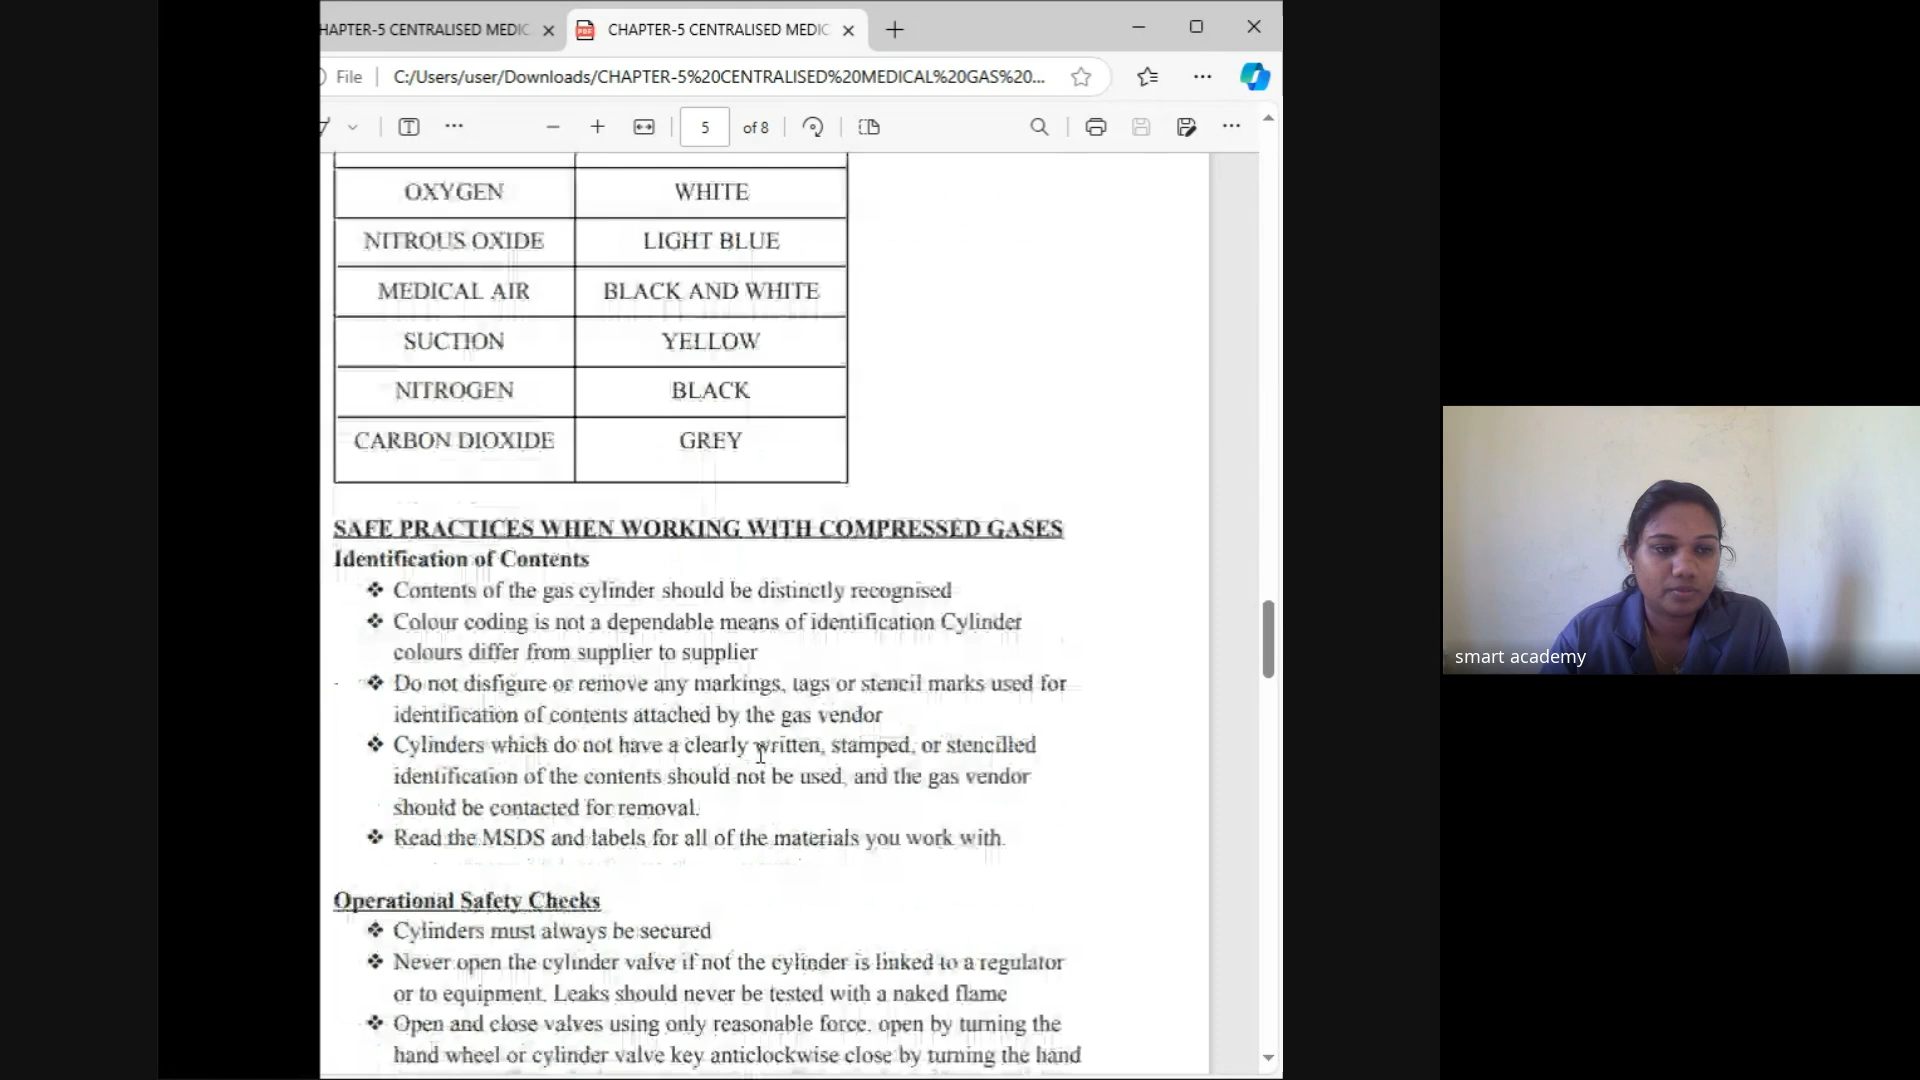 HAPTER-5 CENTRALISED MEDIC
CHAPTER-5 CENTRALISED MEDIC
File
C:/Users/user/Downloads/CHAPTER-5%20CENTRALISED%20MEDICAL%20GAS%20...
5 of 8
OXYGEN WHITE
NITROUS OXIDE LIGHT BLUE
MEDICAL AIR BLACK AND WHITE
SUCTION YELLOW
NITROGEN BLACK
CARBON DIOXIDE GREY
SAFE PRACTICES WHEN WORKING WITH COMPRESSED GASES
Identification of Contents
❖ Contents of the gas cylinder should be distinctly recognised
❖ Colour coding is not a dependable means of identification Cylinder
colours differ from supplier to supplier
❖ Do not disfigure or remove any markings, tags or stencil marks used for
identification of contents attached by the gas vendor
❖ Cylinders which do not have a clearly written, stamped, or stencilled
identification of the contents should not be used, and the gas vendor
should be contacted for removal.
❖ Read the MSDS and labels for all of the materials you work with.
Operational Safety Checks
❖ Cylinders must always be secured
❖ Never open the cylinder valve if not the cylinder is linked to a regulator
or to equipment. Leaks should never be tested with a naked flame
❖ Open and close valves using only reasonable force. open by turning the
hand wheel or cylinder valve key anticlockwise close by turning the hand
smart academy